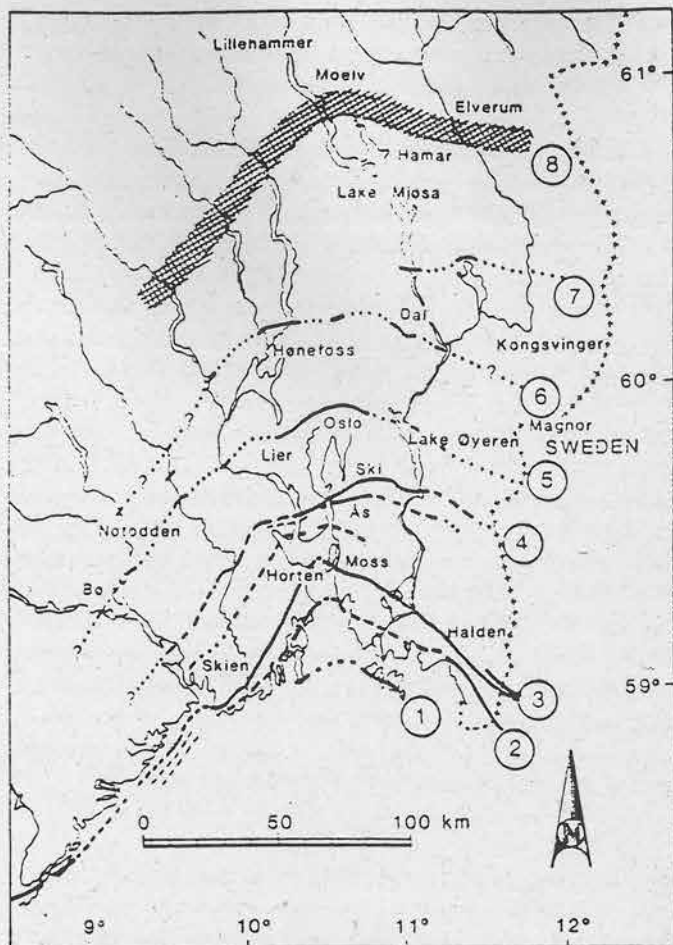 Lillehammer
61°
Moelv
Elverum
Hamar
8
Lake Mjøsa
7
Dal
Kongsvinger
Hønefoss
?
6
60°
Magnor
?
Oslo
Lake Øyeren
SWEDEN
Lier
?
Ski
5
Ås
4
Notodden
Moss
Horten
Bø
Halden
?
Skien
59°
3
1
?
2
0 50 100 km
M
9° 10° 11° 12°